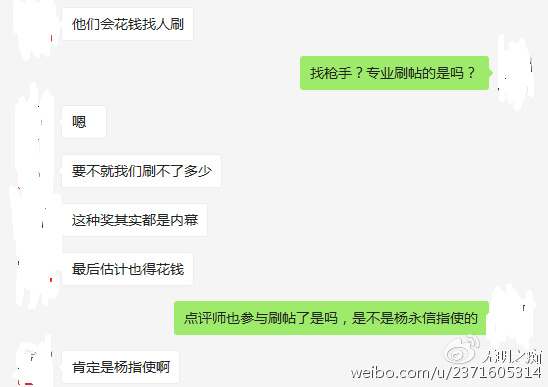 他们会花钱找人刷
找枪手？专业刷帖的是吗？
嗯
要不就我们刷不了多少
这种奖其实都是内幕
最后估计也得花钱
点评师也参与刷帖了是吗，是不是杨永信指使的
肯定是杨指使啊
大明之痴
weibo.com/u/2371605314